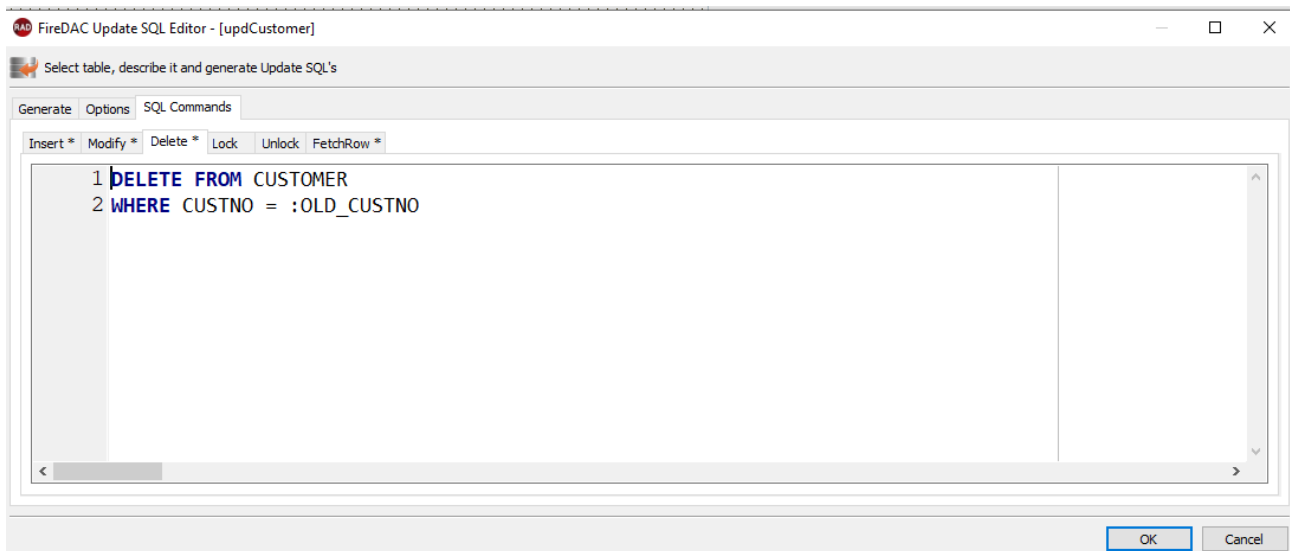 RAD FireDAC Update SQL Editor - [updCustomer]
Select table, describe it and generate Update SQL's
Generate Options SQL Commands
Insert * Modify * Delete * Lock Unlock FetchRow *
1 DELETE FROM CUSTOMER
2 WHERE CUSTNO = :OLD_CUSTNO
OK Cancel